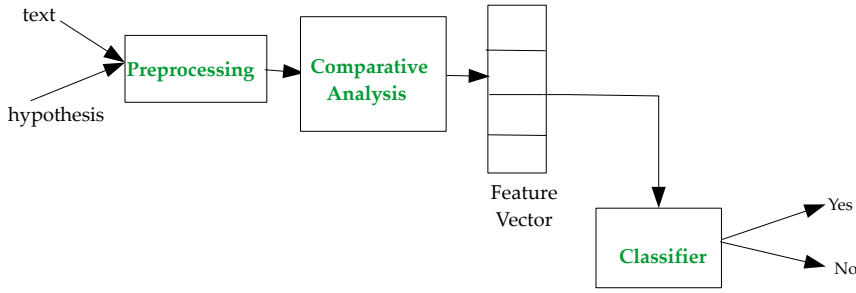 text
hypothesis
Preprocessing
Comparative
Analysis
Feature
Vector
Classifier
Yes
No